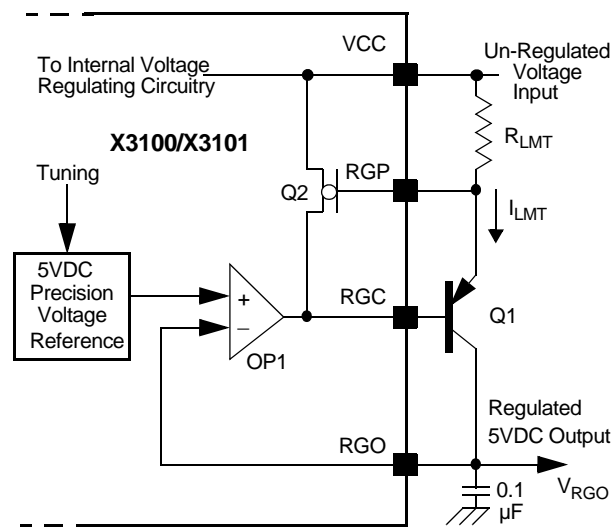 VCC
To Internal Voltage
Regulating Circuitry
Un-Regulated
Voltage
Input
X3100/X3101
RLMT
Tuning
Q2
RGP
ILMT
5VDC
Precision
Voltage
Reference
+
–
OP1
RGC
Q1
Regulated
5VDC Output
RGO
VRGO
0.1
µF